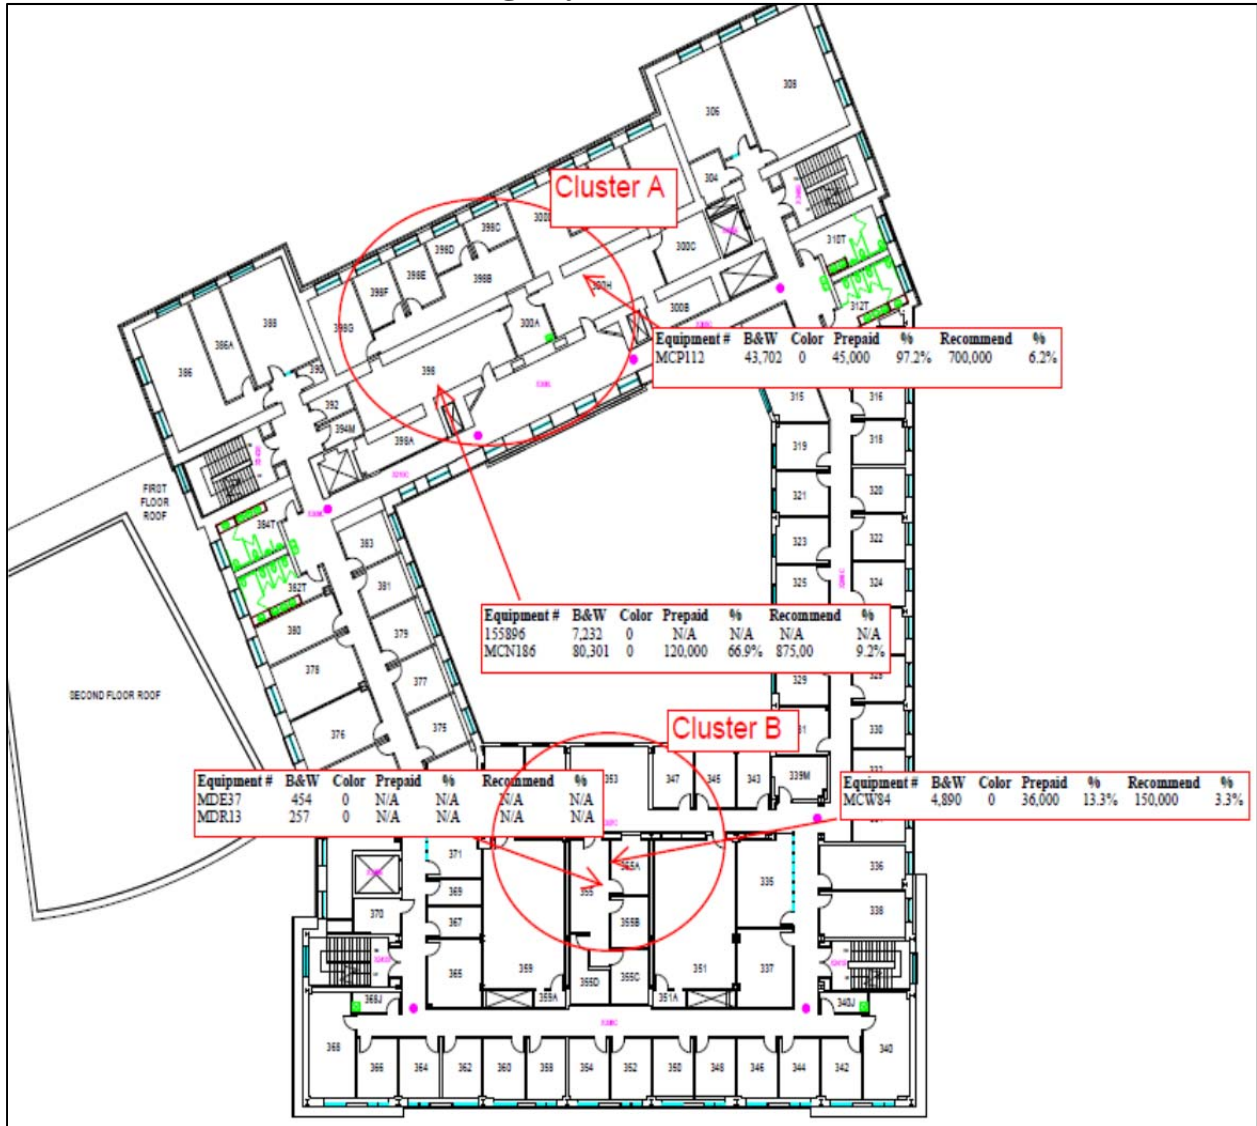 308
306
304
Cluster A
398C
398D
398E
398F
398B
300C
310T
312T
300H
300B
300A
398G
388
386A
386
390
392
394M
398
398A
Equipment # B&W Color Prepaid % Recommend %
MCP112 43,702 0 45,000 97.2% 700,000 6.2%
315
316
319
318
321
320
323
322
325
324
FIRST
FLOOR
ROOF
384T
382T
383
381
380
379
378
377
376
375
Equipment # B&W Color Prepaid % Recommend %
155896 7,232 0 N/A N/A N/A N/A
MCN186 80,301 0 120,000 66.9% 875,00 9.2%
329
330
SECOND FLOOR ROOF
Cluster B
353
347
345
343
339M
Equipment # B&W Color Prepaid % Recommend %
MDE37 454 0 N/A N/A N/A N/A
MDR13 257 0 N/A N/A N/A N/A
Equipment # B&W Color Prepaid % Recommend %
MCW84 4,890 0 36,000 13.3% 150,000 3.3%
371
369
370
367
365
359
359A
355
355A
355B
355C
355D
351
351A
335
337
336
338
368J
340J
368
366
364
362
360
358
354
352
350
348
346
344
342
340